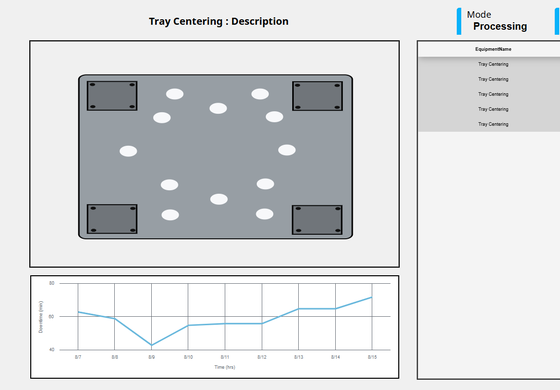 Tray Centering : Description
Mode
Processing
EquipmentName
Tray Centering
Tray Centering
Tray Centering
Tray Centering
Tray Centering
80
60
40
Downtime (min)
8/7
8/8
8/9
8/10
8/11
8/12
8/13
8/14
8/15
Time (hrs)